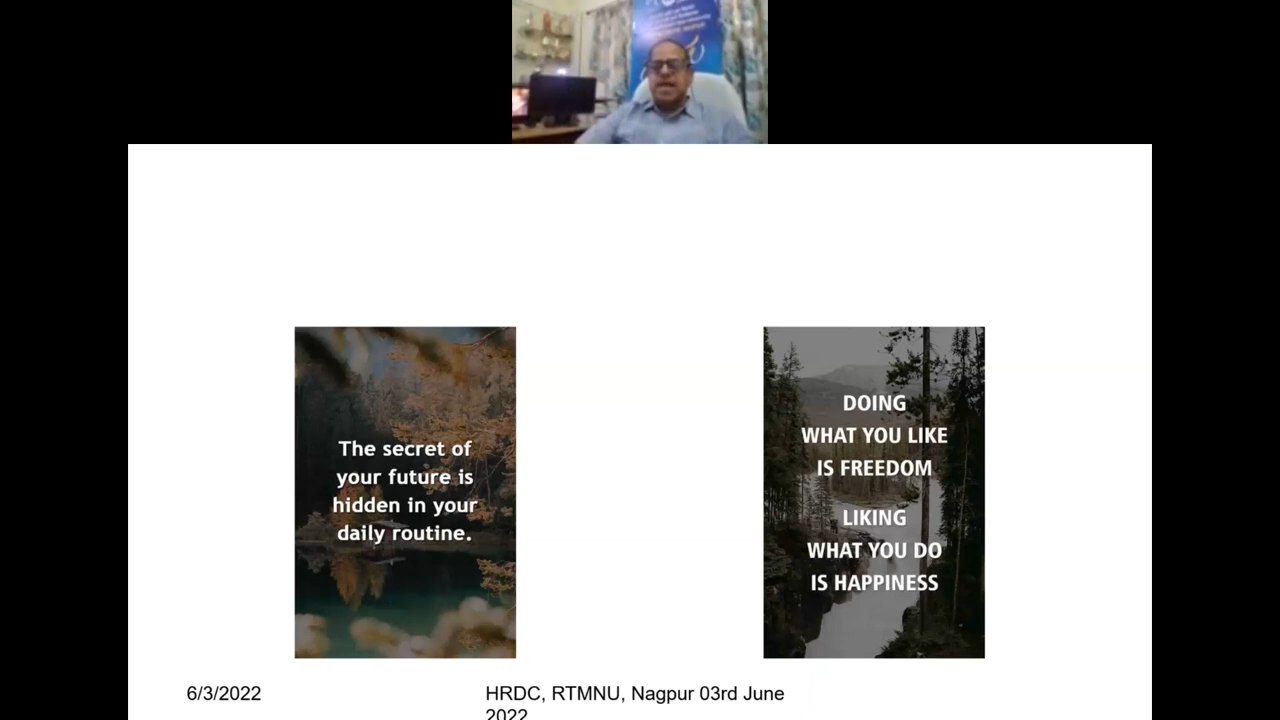 The secret of
your future is
hidden in your
daily routine.
DOING
WHAT YOU LIKE
IS FREEDOM
LIKING
WHAT YOU DO
IS HAPPINESS
6/3/2022
HRDC, RTMNU, Nagpur 03rd June
2022